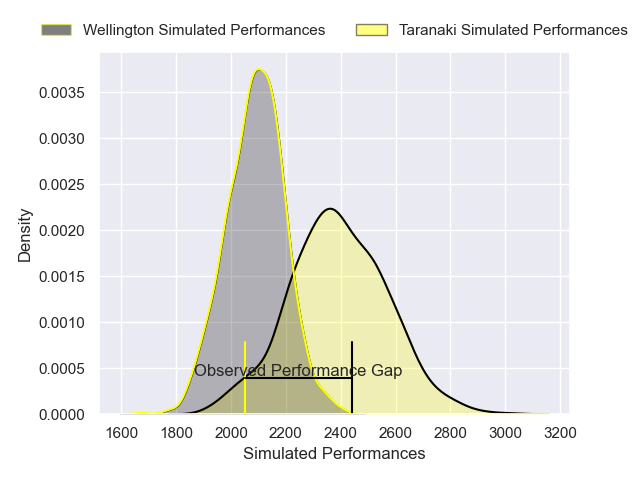 Wellington Simulated Performances
Taranaki Simulated Performances
0.0035
0.0030
0.0025
0.0020
0.0015
0.0010
0.0005
0.0000
Density
Observed Performance Gap
1600 1800 2000 2200 2400 2600 2800 3000 3200
Simulated Performances